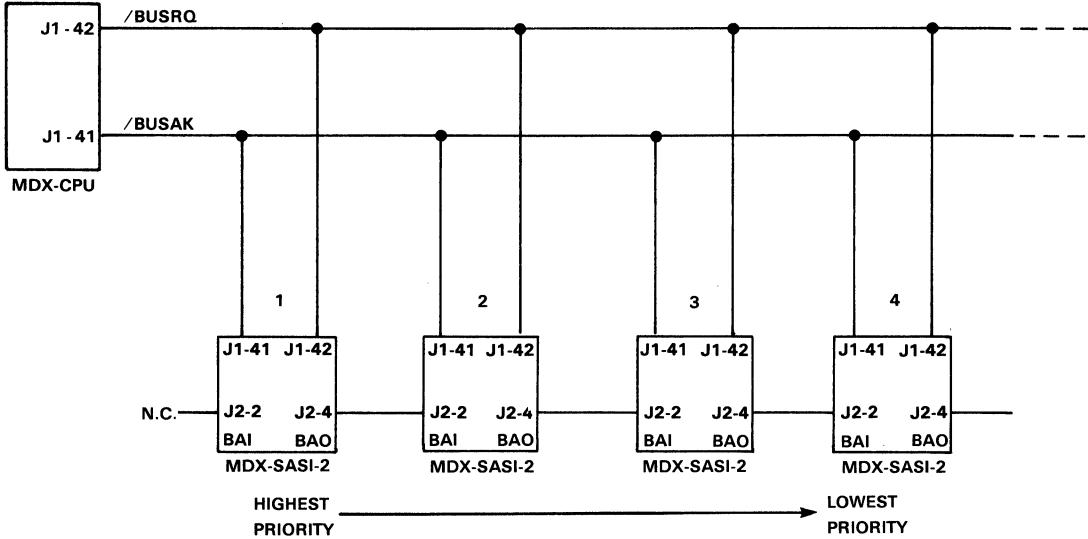 /BUSRQ
J1 - 42
/BUSAK
J1 - 41
MDX-CPU
1 2 3 4
J1-41 J1-42 J1-41 J1-42 J1-41 J1-42 J1-41 J1-42
N.C. J2-2 J2-4 J2-2 J2-4 J2-2 J2-4 J2-2 J2-4
BAI BAO BAI BAO BAI BAO BAI BAO
MDX-SASI-2 MDX-SASI-2 MDX-SASI-2 MDX-SASI-2
HIGHEST
PRIORITY
LOWEST
PRIORITY